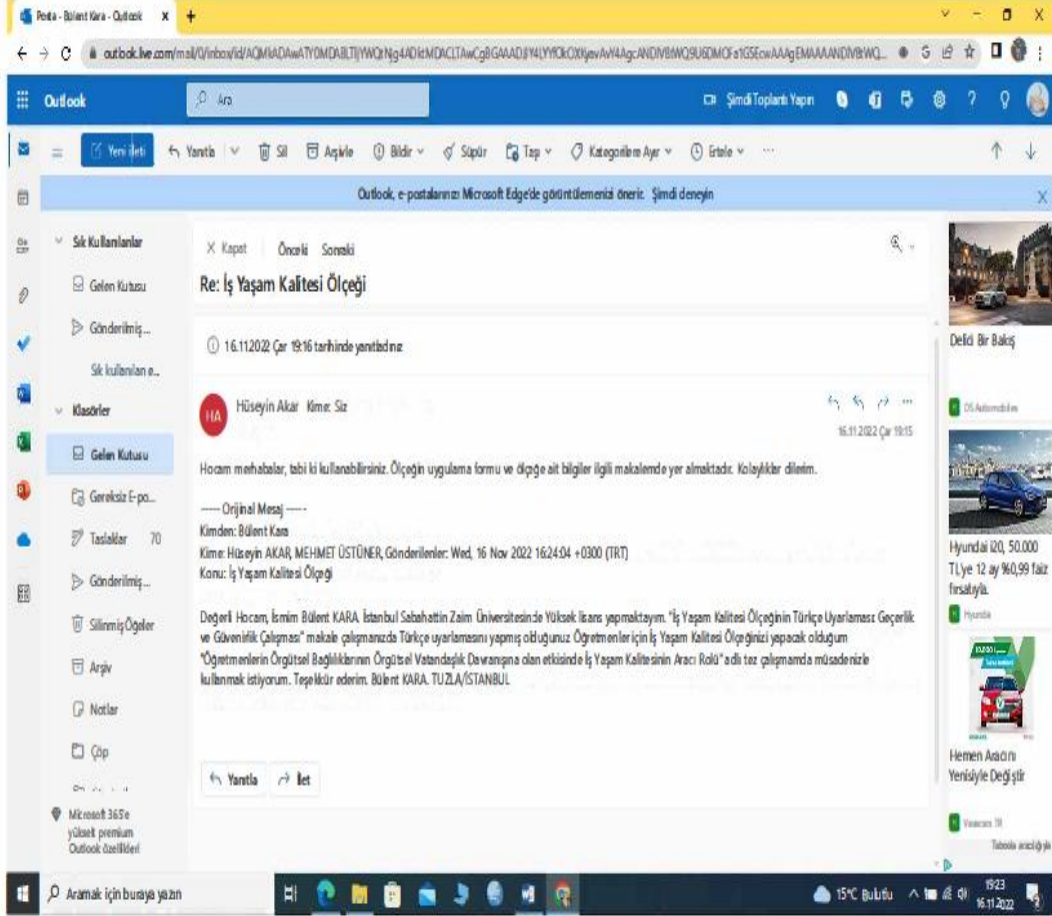 Posta - Bülent Kara - Outlook
Outlook
Ara
Şimdi Toplantı Yapın
Yeni ileti
Yanıtla
Sil
Arşivle
Bildir
Süpür
Taşı
Kategorilere Ayır
Ertele
Outlook, e-postalarınızı Microsoft Edge'de görüntülemenizi önerir. Şimdi deneyin
Sık Kullanılanlar
Gelen Kutusu
Gönderilmiş...
Sık kullanılan e...
Klasörler
Gelen Kutusu
Gereksiz E-po...
Taslaklar 70
Gönderilmiş...
Silinmiş Öğeler
Arşiv
Notlar
Çöp
Microsoft 365'e
yükselt premium
Outlook özellikleri
Kapat Önceki Sonraki
Re: İş Yaşam Kalitesi Ölçeği
16.11.2022 Çar 19:16 tarihinde yanıtladınız
HA
Hüseyin Akar Kime: Siz
16.11.2022 Çar 19:15
Hocam merhabalar, tabi ki kullanabilirsiniz. Ölçeğin uygulama formu ve ölçeğe ait bilgiler ilgili makalemde yer almaktadır. Kolaylıklar dilerim.
----- Orijinal Mesaj -----
Kimden: Bülent Kara
Kime: Hüseyin AKAR, MEHMET ÜSTÜNER, Gönderilenler: Wed, 16 Nov 2022 16:24:04 +0300 (TRT)
Konu: İş Yaşam Kalitesi Ölçeği
Değerli Hocam, İsmim Bülent KARA. İstanbul Sabahattin Zaim Üniversitesinde Yüksek lisans yapmaktayım. "İş Yaşam Kalitesi Ölçeğinin Türkçe Uyarlaması: Geçerlik
ve Güvenirlik Çalışması" makale çalışmanızda Türkçe uyarlamasını yapmış olduğunuz Öğretmenler için İş Yaşam Kalitesi Ölçeğinizi yapacak olduğum
"Öğretmenlerin Örgütsel Bağlılıklarının Örgütsel Vatandaşlık Davranışına olan etkisinde İş Yaşam Kalitesinin Aracı Rolü" adlı tez çalışmamda müsadenizle
kullanmak istiyorum. Teşekkür ederim. Bülent KARA. TUZLA/İSTANBUL
Yanıtla
İlet
Delici Bir Bakış
DS Automobiles
Hyundai i20, 50.000
TL'ye 12 ay %0,99 faiz
fırsatıyla.
Hyundai
Hemen Aracını
Yenisiyle Değiştir
Aramak için buraya yazın
15°C Bulutlu
19:23
16.11.2022